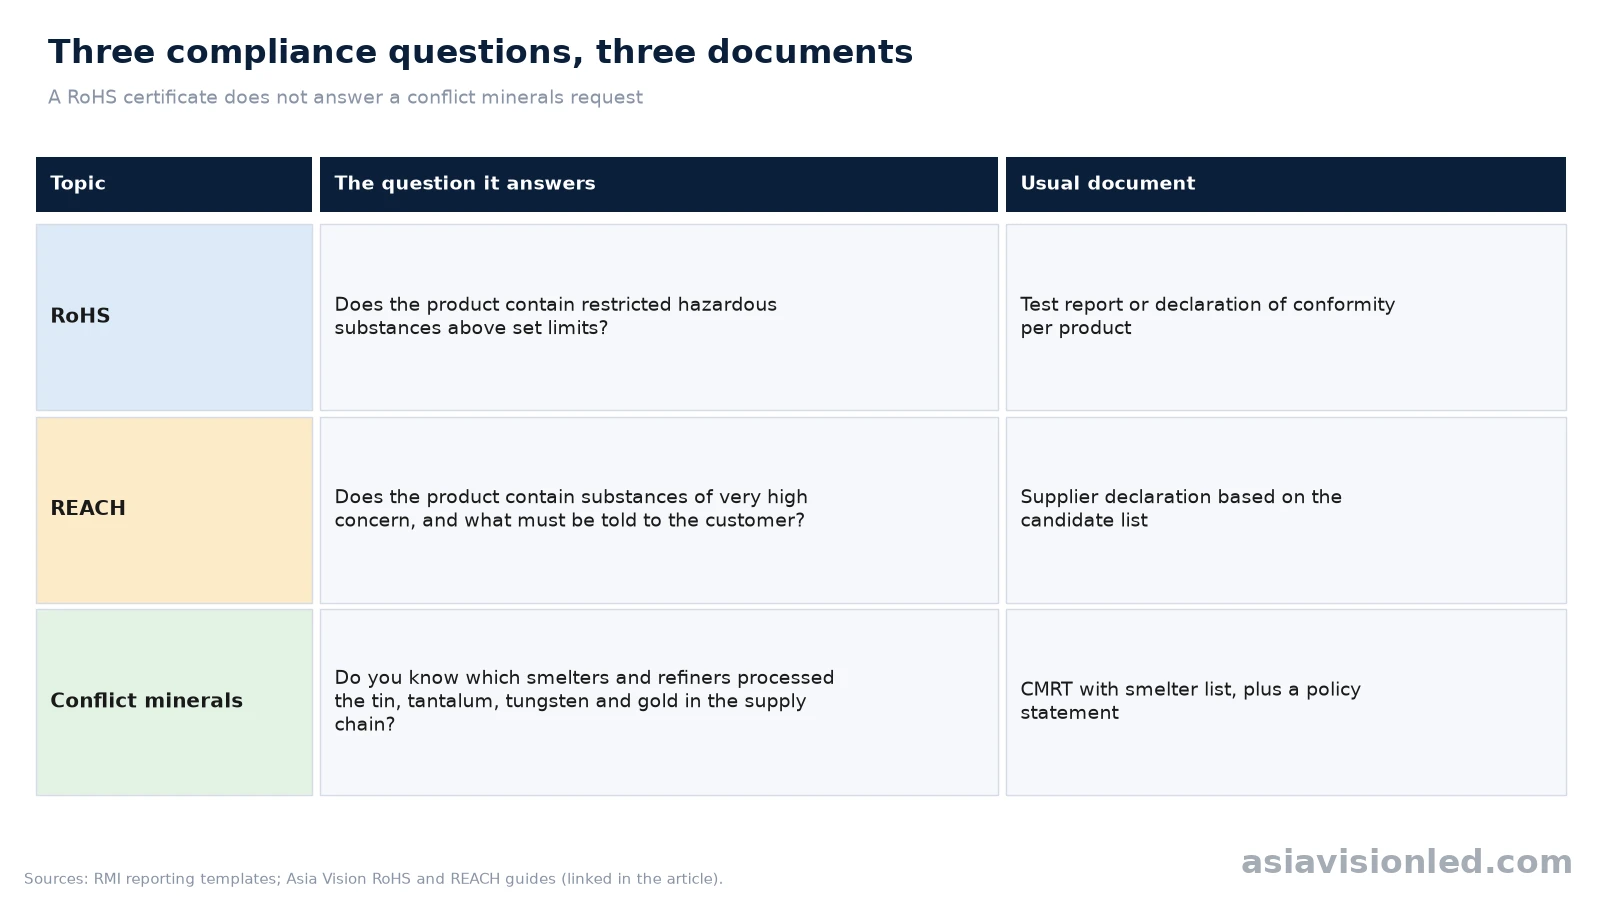 Three compliance questions, three documents
A RoHS certificate does not answer a conflict minerals request
Topic
The question it answers
Usual document
RoHS
Does the product contain restricted hazardous
substances above set limits?
Test report or declaration of conformity
per product
REACH
Does the product contain substances of very high
concern, and what must be told to the customer?
Supplier declaration based on the
candidate list
Conflict minerals
Do you know which smelters and refiners processed
the tin, tantalum, tungsten and gold in the supply
chain?
CMRT with smelter list, plus a policy
statement
Sources: RMI reporting templates; Asia Vision RoHS and REACH guides (linked in the article).
asiavisionled.com